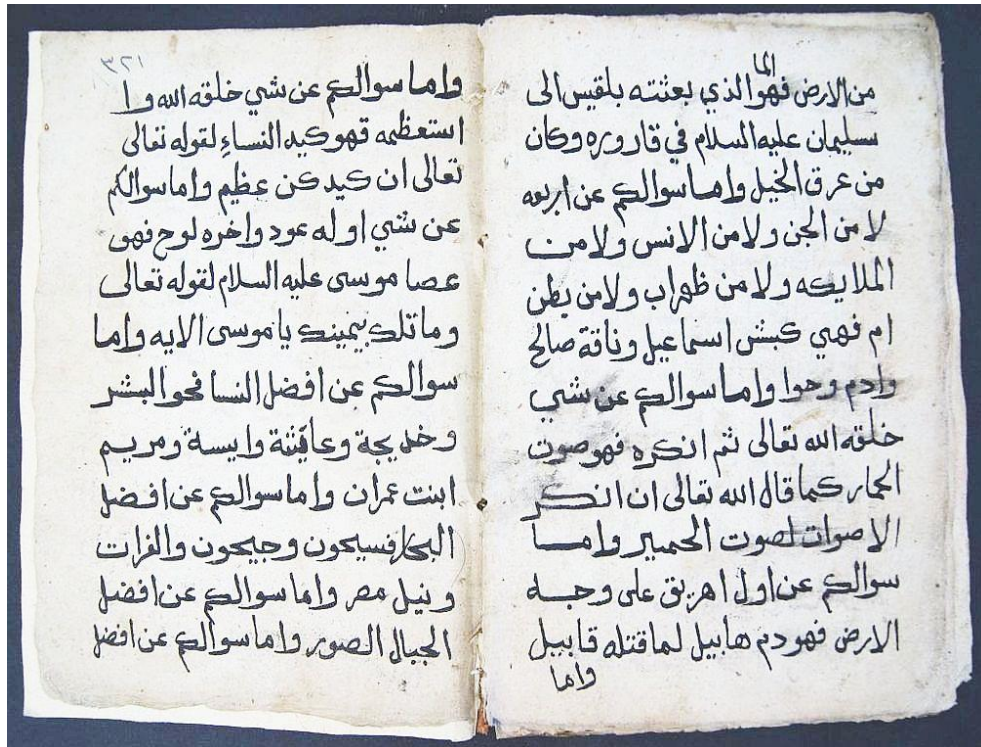 الما
من الارض فهو الذي بعثته بلقيس الى
سليمان عليه السلام في قاروره وكان
من عرق الخيل واما سوالكم عن اربعه
لا من الجن ولا من الانس ولا من
الملايكه ولا من ظهر اب ولا من بطن
ام فهي كبش اسماعيل وناقة صالح
وادم وحوا واما سوالكم عن شي
خلقه الله تعالى ثم انكره فهو صوت
الحمار كما قال الله تعالى ان انكر
الاصوات لصوت الحمير واما
سوالكم عن اول اهريق على وجه
الارض فهو دم هابيل لما قتله قابيل
واما
٣٢١
واما سوالكم عن شي خلقه الله وا
استعظمه فهو كيد النساءِ لقوله تعالى
تعالى ان كيد كن عظيم واما سوالكم
عن شي اوله عود واخره لوح فهو
عصا موسى عليه السلام لقوله تعالى
وما تلك بيمينك يا موسى الايه واما
سوالكم عن افضل النسا فحو البشر
وخديجة وعايشة واييسة ومريم
ابنت عمران واما سوالكم عن افضل
البحار فسيحون وجيحون والفرات
ونيل مصر واما سوالكم عن افضل
الجبال الصور واما سوالكم عن افضل